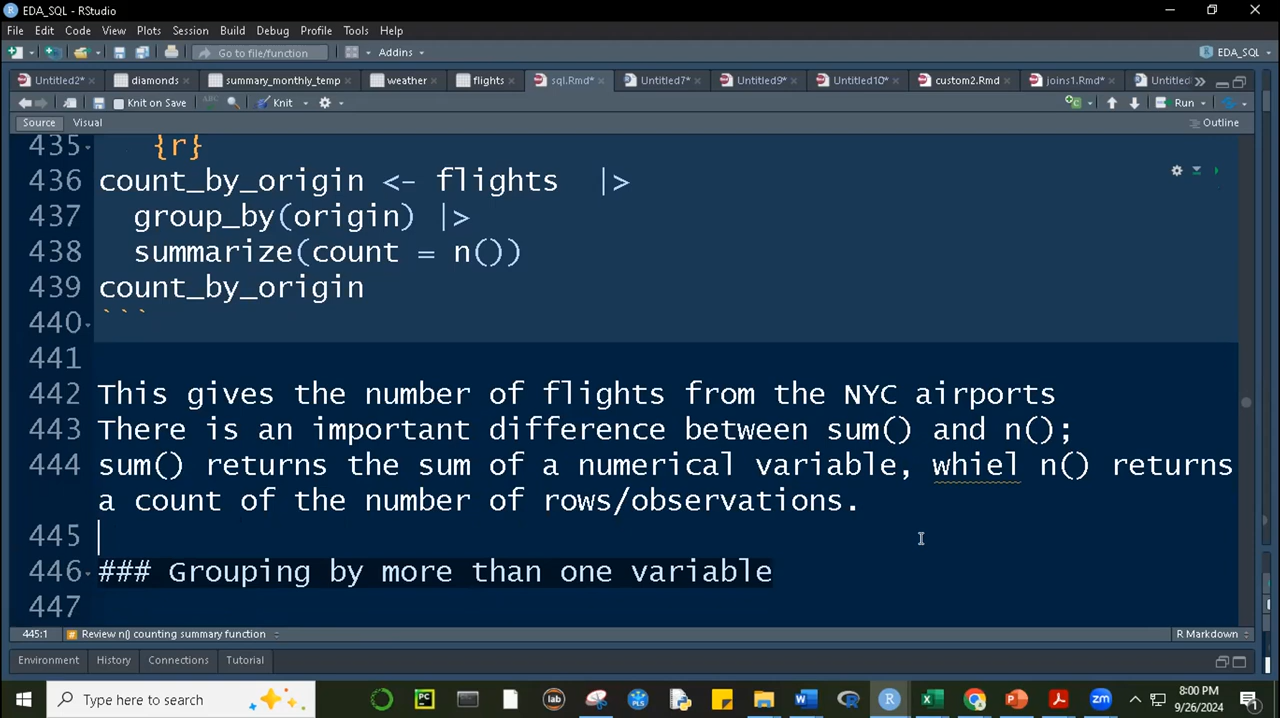 EDA_SQL - RStudio
File Edit Code View Plots Session Build Debug Profile Tools Help
Go to file/function Addins EDA_SQL
Untitled2* diamonds summary_monthly_temp weather flights sql.Rmd* Untitled7* Untitled9* Untitled10* custom2.Rmd joins1.Rmd* Untitled
Knit on Save ABC Knit Run
Source Visual Outline
435 {r}
436 count_by_origin <- flights |>
437 group_by(origin) |>
438 summarize(count = n())
439 count_by_origin
440 ```
441
442 This gives the number of flights from the NYC airports
443 There is an important difference between sum() and n();
444 sum() returns the sum of a numerical variable, whiel n() returns
a count of the number of rows/observations.
445
446 ### Grouping by more than one variable
447
445:1 # Review n() counting summary function R Markdown
Environment History Connections Tutorial
Type here to search 8:00 PM
9/26/2024